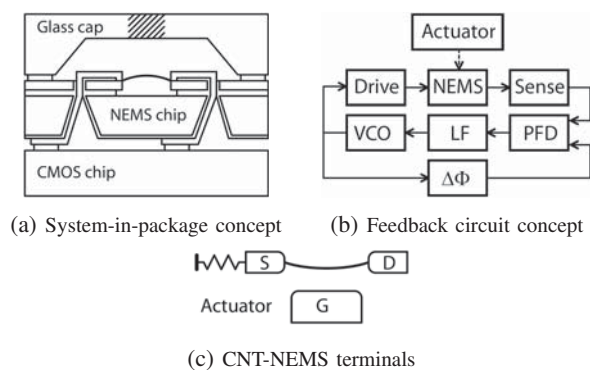 Glass cap
NEMS chip
CMOS chip
(a) System-in-package concept
Actuator
Drive NEMS Sense
VCO LF PFD
ΔΦ
(b) Feedback circuit concept
S D
Actuator G
(c) CNT-NEMS terminals